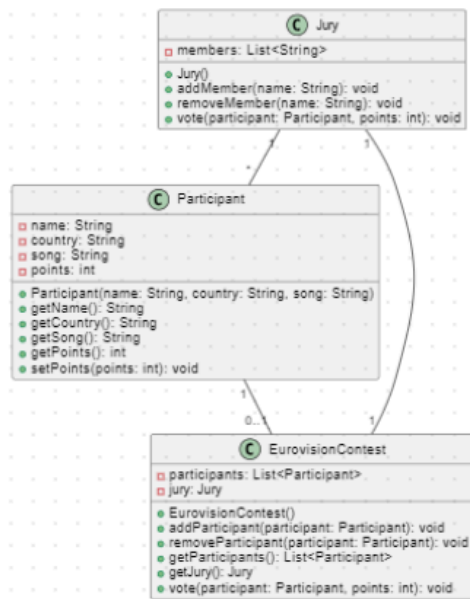 C Jury
members: List<String>
Jury()
addMember(name: String): void
removeMember(name: String): void
vote(participant: Participant, points: int): void
1
1
*
C Participant
name: String
country: String
song: String
points: int
Participant(name: String, country: String, song: String)
getName(): String
getCountry(): String
getSong(): String
getPoints(): int
setPoints(points: int): void
1
0..1
1
C EurovisionContest
participants: List<Participant>
jury: Jury
EurovisionContest()
addParticipant(participant: Participant): void
removeParticipant(participant: Participant): void
getParticipants(): List<Participant>
getJury(): Jury
vote(participant: Participant, points: int): void